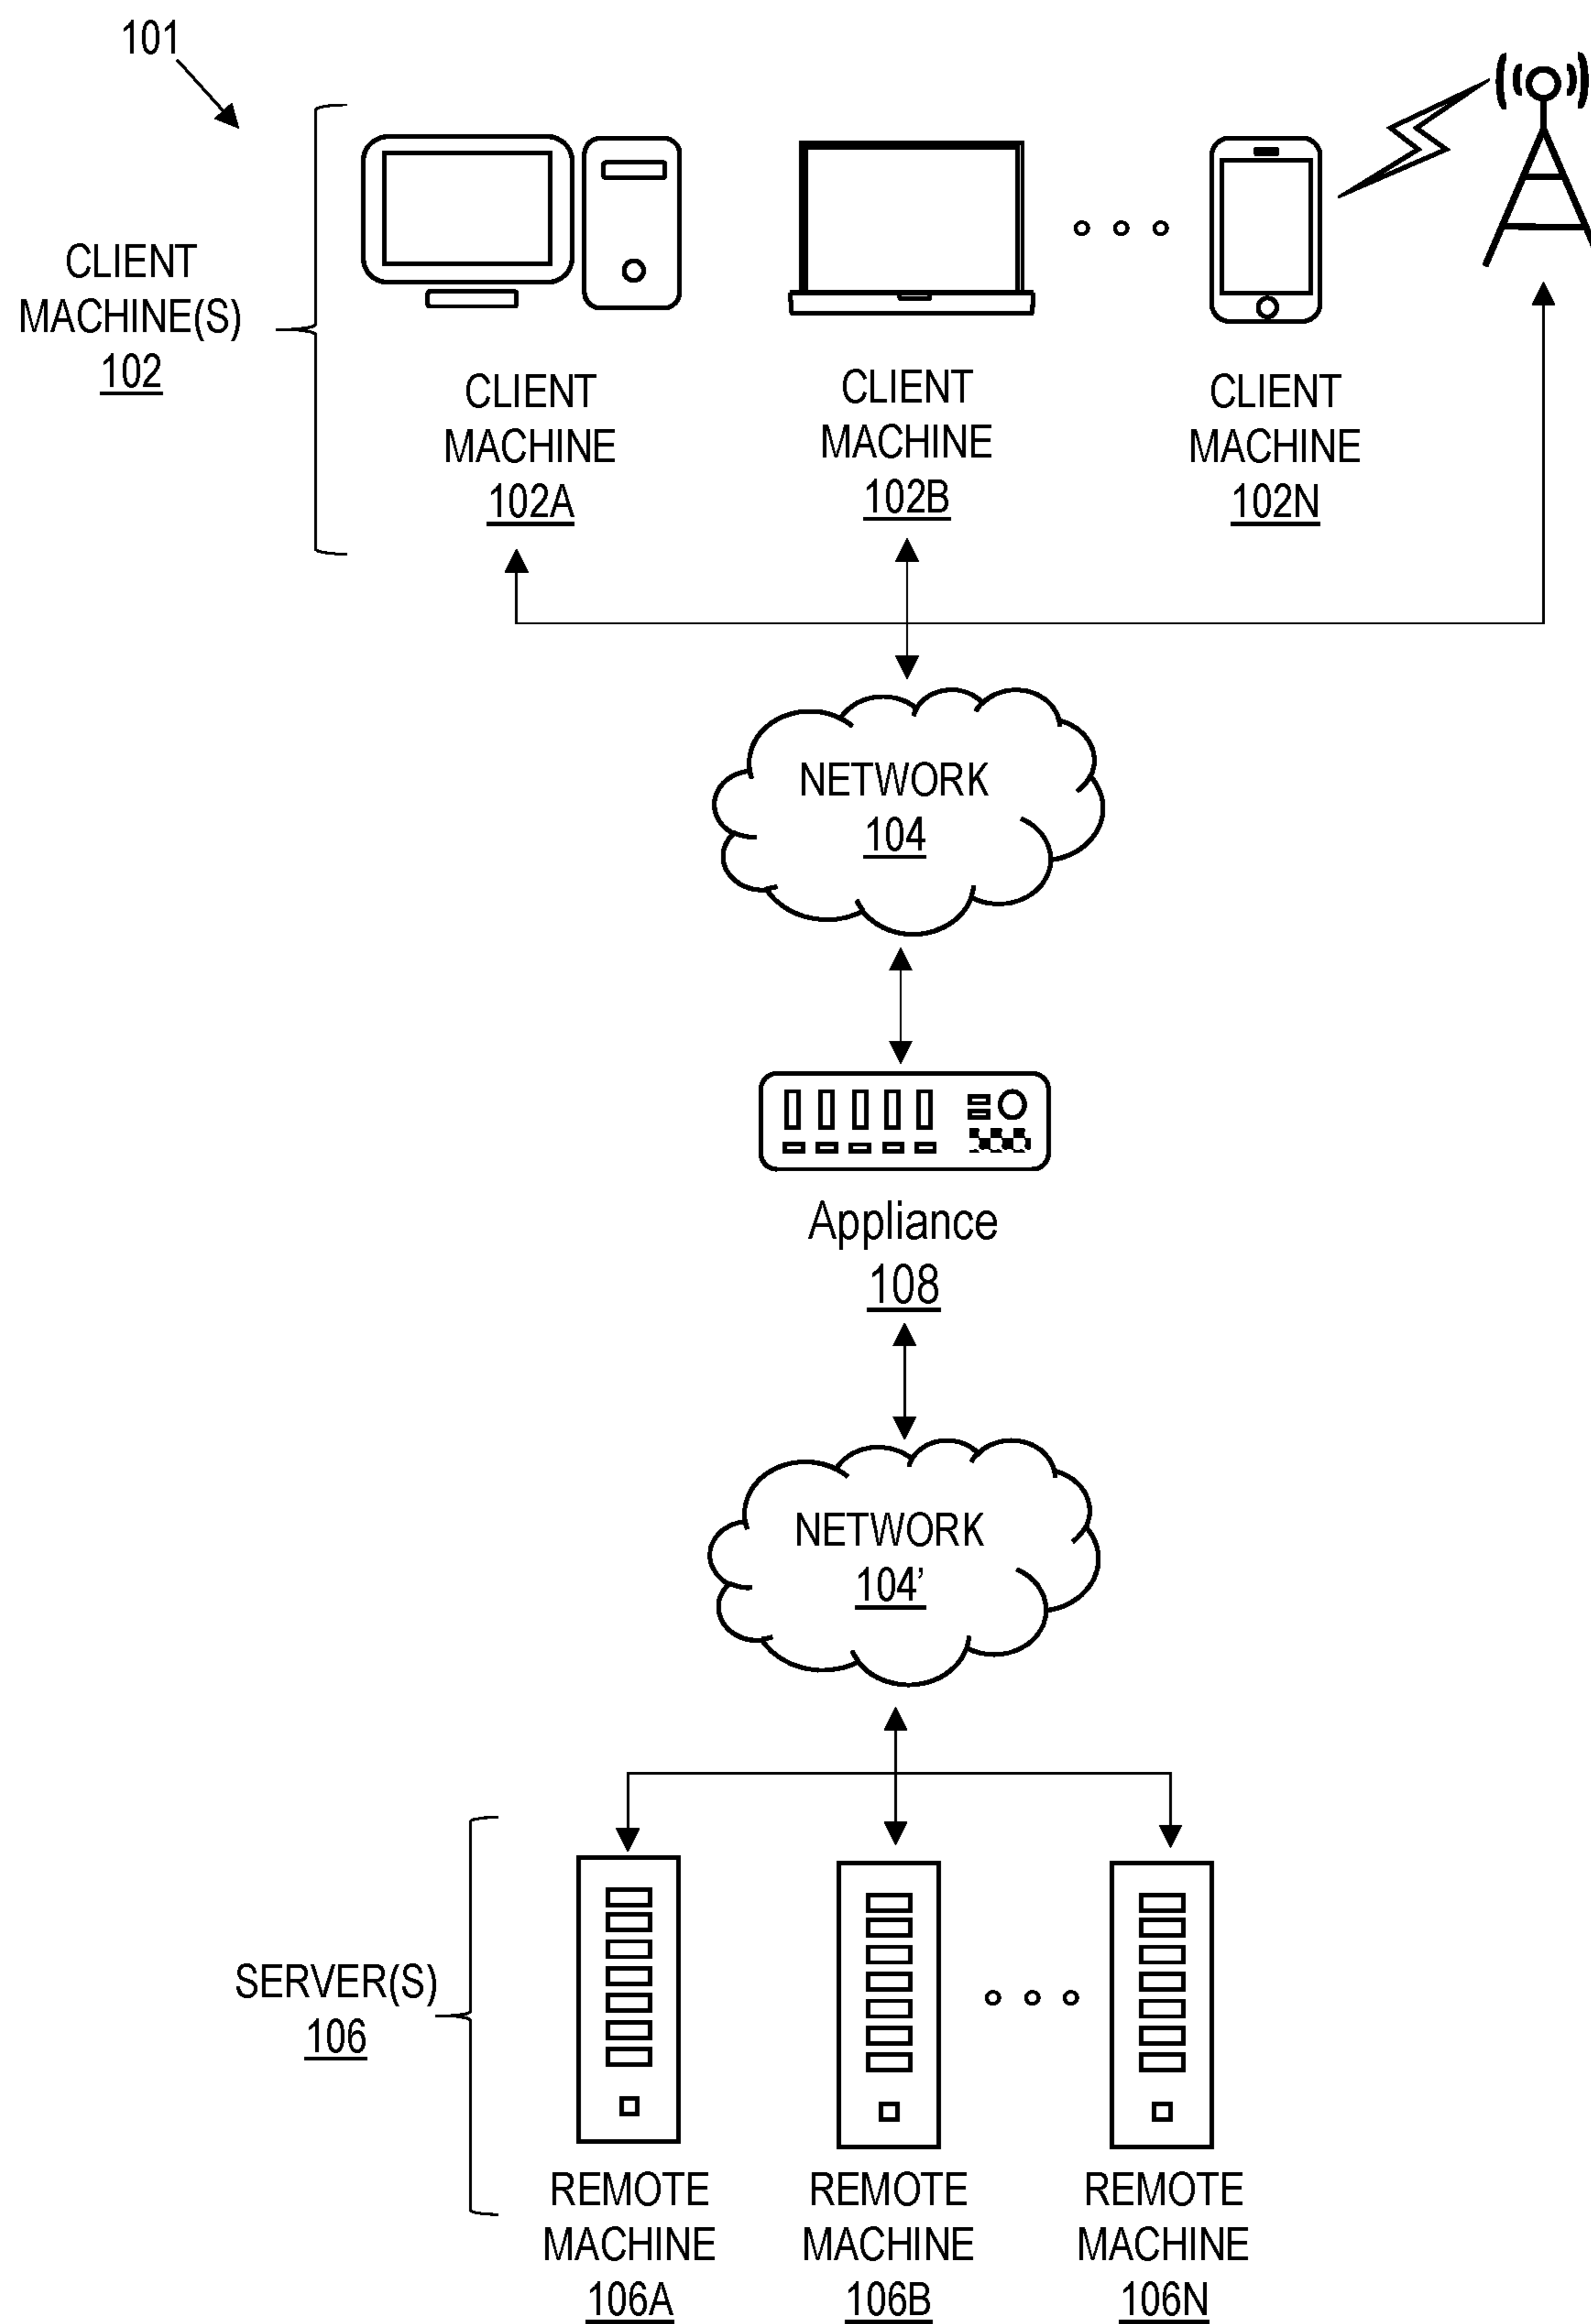 101
CLIENT
MACHINE(S)
102
CLIENT
MACHINE
102A
CLIENT
MACHINE
102B
CLIENT
MACHINE
102N
NETWORK
104
Appliance
108
NETWORK
104’
SERVER(S)
106
REMOTE
MACHINE
106A
REMOTE
MACHINE
106B
REMOTE
MACHINE
106N